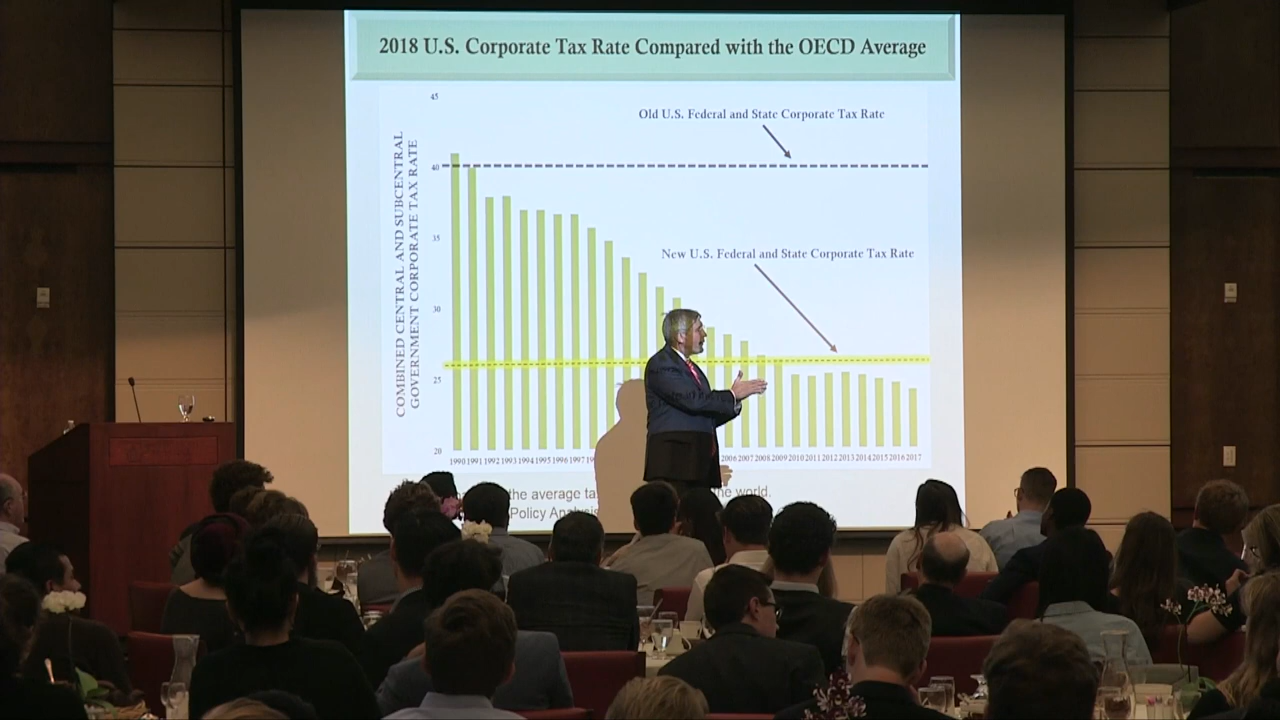 2018 U.S. Corporate Tax Rate Compared with the OECD Average
45
Old U.S. Federal and State Corporate Tax Rate
40
35
New U.S. Federal and State Corporate Tax Rate
30
25
20
COMBINED CENTRAL AND SUBCENTRAL
GOVERNMENT CORPORATE TAX RATE
1990 1991 1992 1993 1994 1995 1996 1997 2006 2007 2008 2009 2010 2011 2012 2013 2014 2015 2016 2017
the average the world.
Policy